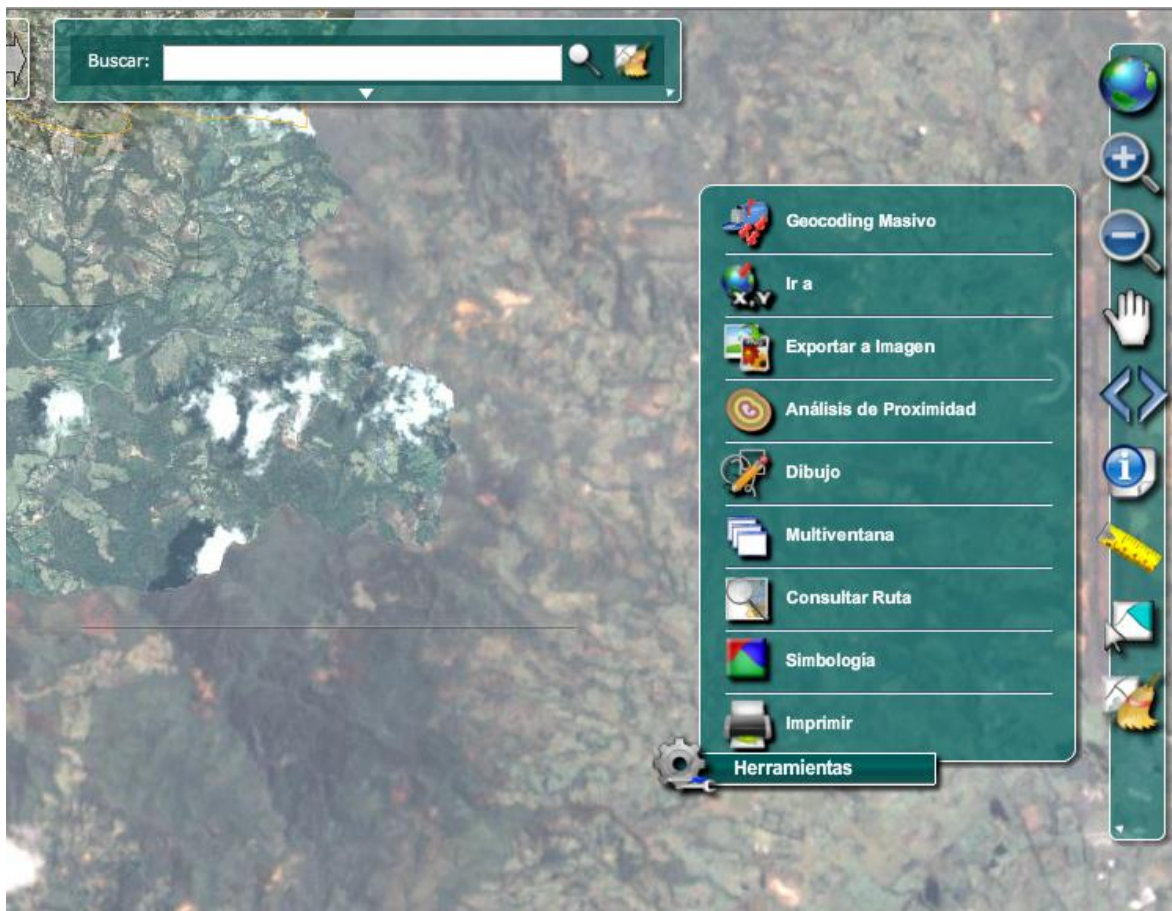 Buscar:
Geocoding Masivo
X,Y
Ir a
Exportar a Imagen
Análisis de Proximidad
Dibujo
Multiventana
Consultar Ruta
Simbología
Imprimir
Herramientas